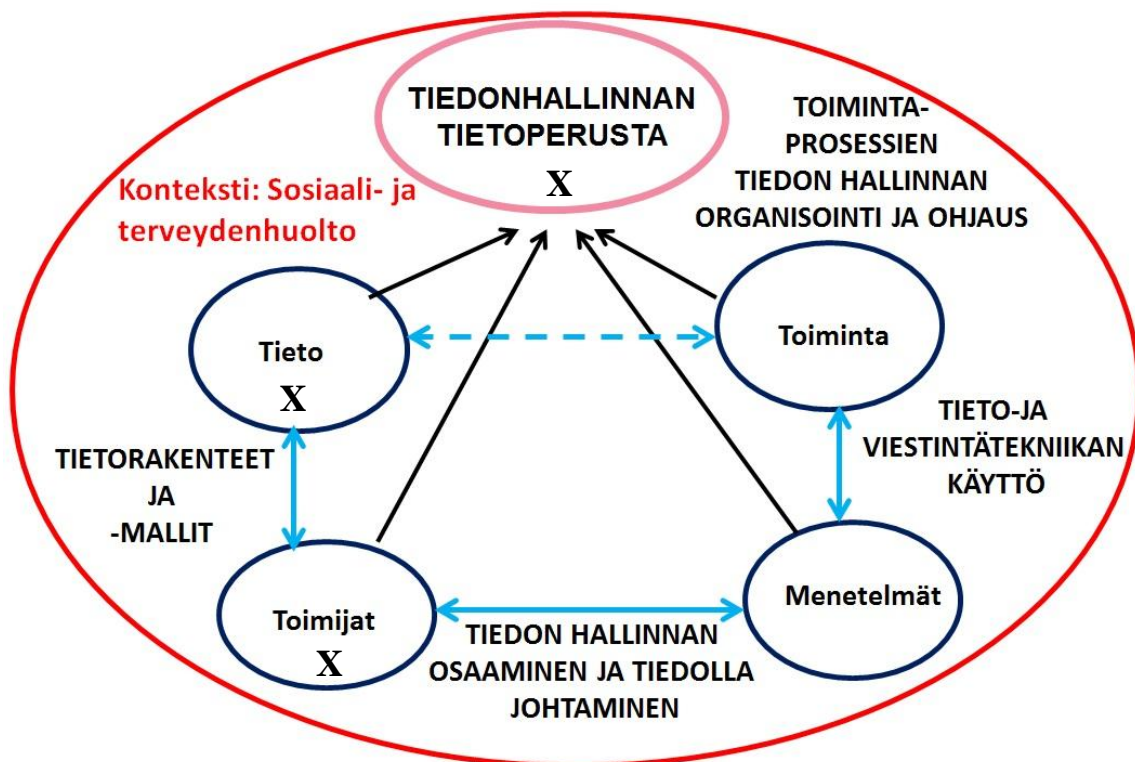 TIEDONHALLINNAN
TIETOPERUSTA
X
TOIMINTA-
PROSESSIEN
TIEDON HALLINNAN
ORGANISOINTI JA OHJAUS
Konteksti: Sosiaali- ja
terveydenhuolto
Tieto
X
Toiminta
TIETORAKENTEET
JA
-MALLIT
TIETO-JA
VIESTINTÄTEKNIIKAN
KÄYTTÖ
Toimijat
X
Menetelmät
TIEDON HALLINNAN
OSAAMINEN JA TIEDOLLA
JOHTAMINEN